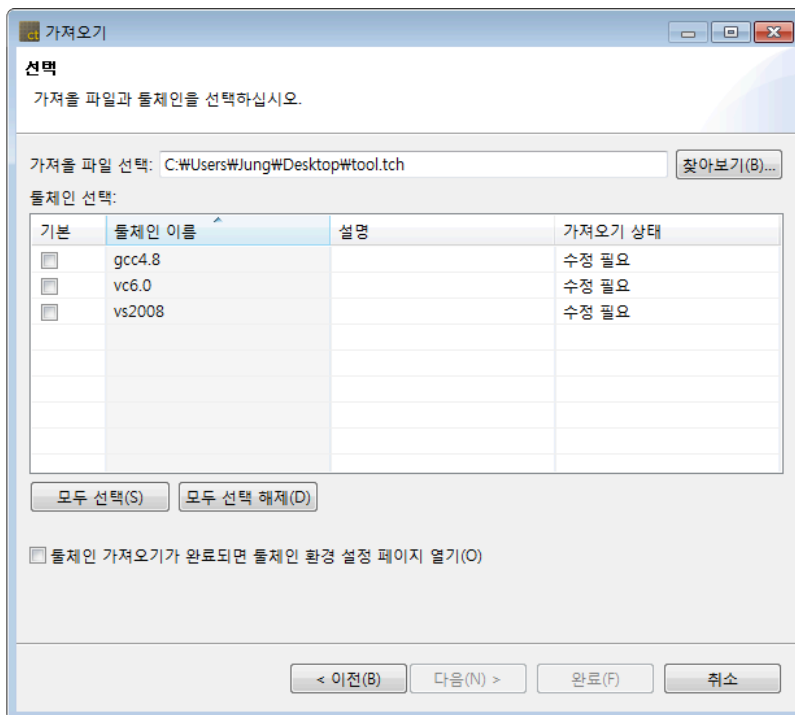 ct 가져오기
선택
가져올 파일과 툴체인을 선택하십시오.
가져올 파일 선택: C:₩Users₩Jung₩Desktop₩tool.tch 찾아보기(B)...
툴체인 선택:
기본 툴체인 이름 설명 가져오기 상태
gcc4.8 수정 필요
vc6.0 수정 필요
vs2008 수정 필요
모두 선택(S) 모두 선택 해제(D)
툴체인 가져오기가 완료되면 툴체인 환경 설정 페이지 열기(O)
< 이전(B) 다음(N) > 완료(F) 취소